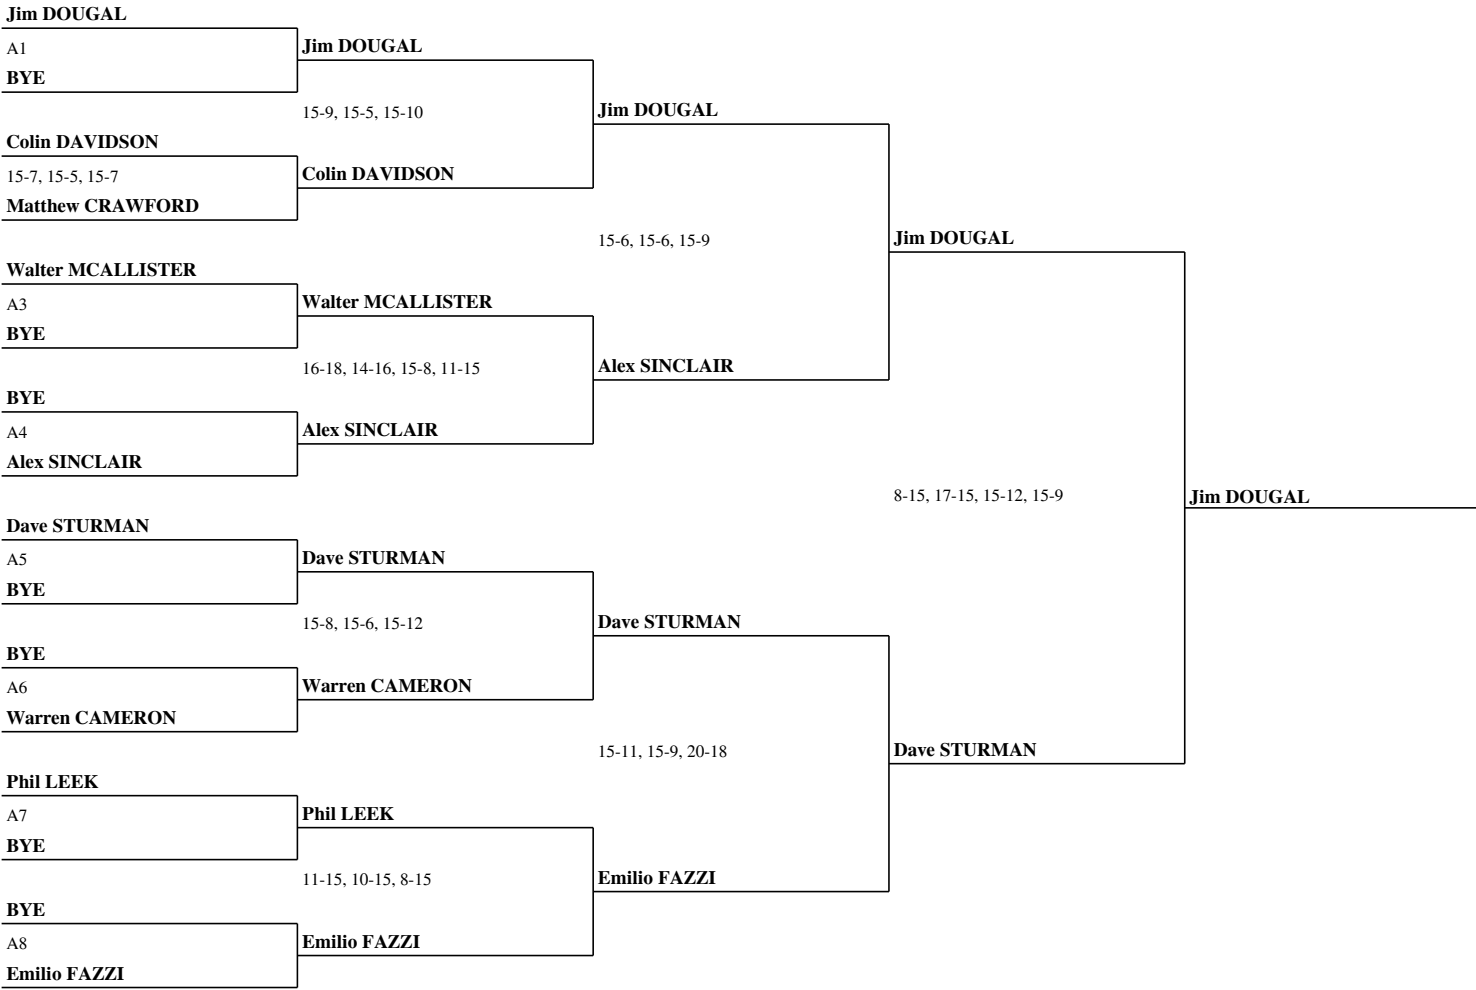 Jim DOUGAL
A1
BYE
Colin DAVIDSON
15-7, 15-5, 15-7
Matthew CRAWFORD
Walter MCALLISTER
A3
BYE
BYE
A4
Alex SINCLAIR
Dave STURMAN
A5
BYE
BYE
A6
Warren CAMERON
Phil LEEK
A7
BYE
BYE
A8
Emilio FAZZI
Jim DOUGAL
15-9, 15-5, 15-10
Colin DAVIDSON
Walter MCALLISTER
16-18, 14-16, 15-8, 11-15
Alex SINCLAIR
Dave STURMAN
15-8, 15-6, 15-12
Warren CAMERON
Phil LEEK
11-15, 10-15, 8-15
Emilio FAZZI
Jim DOUGAL
15-6, 15-6, 15-9
Alex SINCLAIR
Dave STURMAN
15-11, 15-9, 20-18
Emilio FAZZI
Jim DOUGAL
8-15, 17-15, 15-12, 15-9
Dave STURMAN
Jim DOUGAL